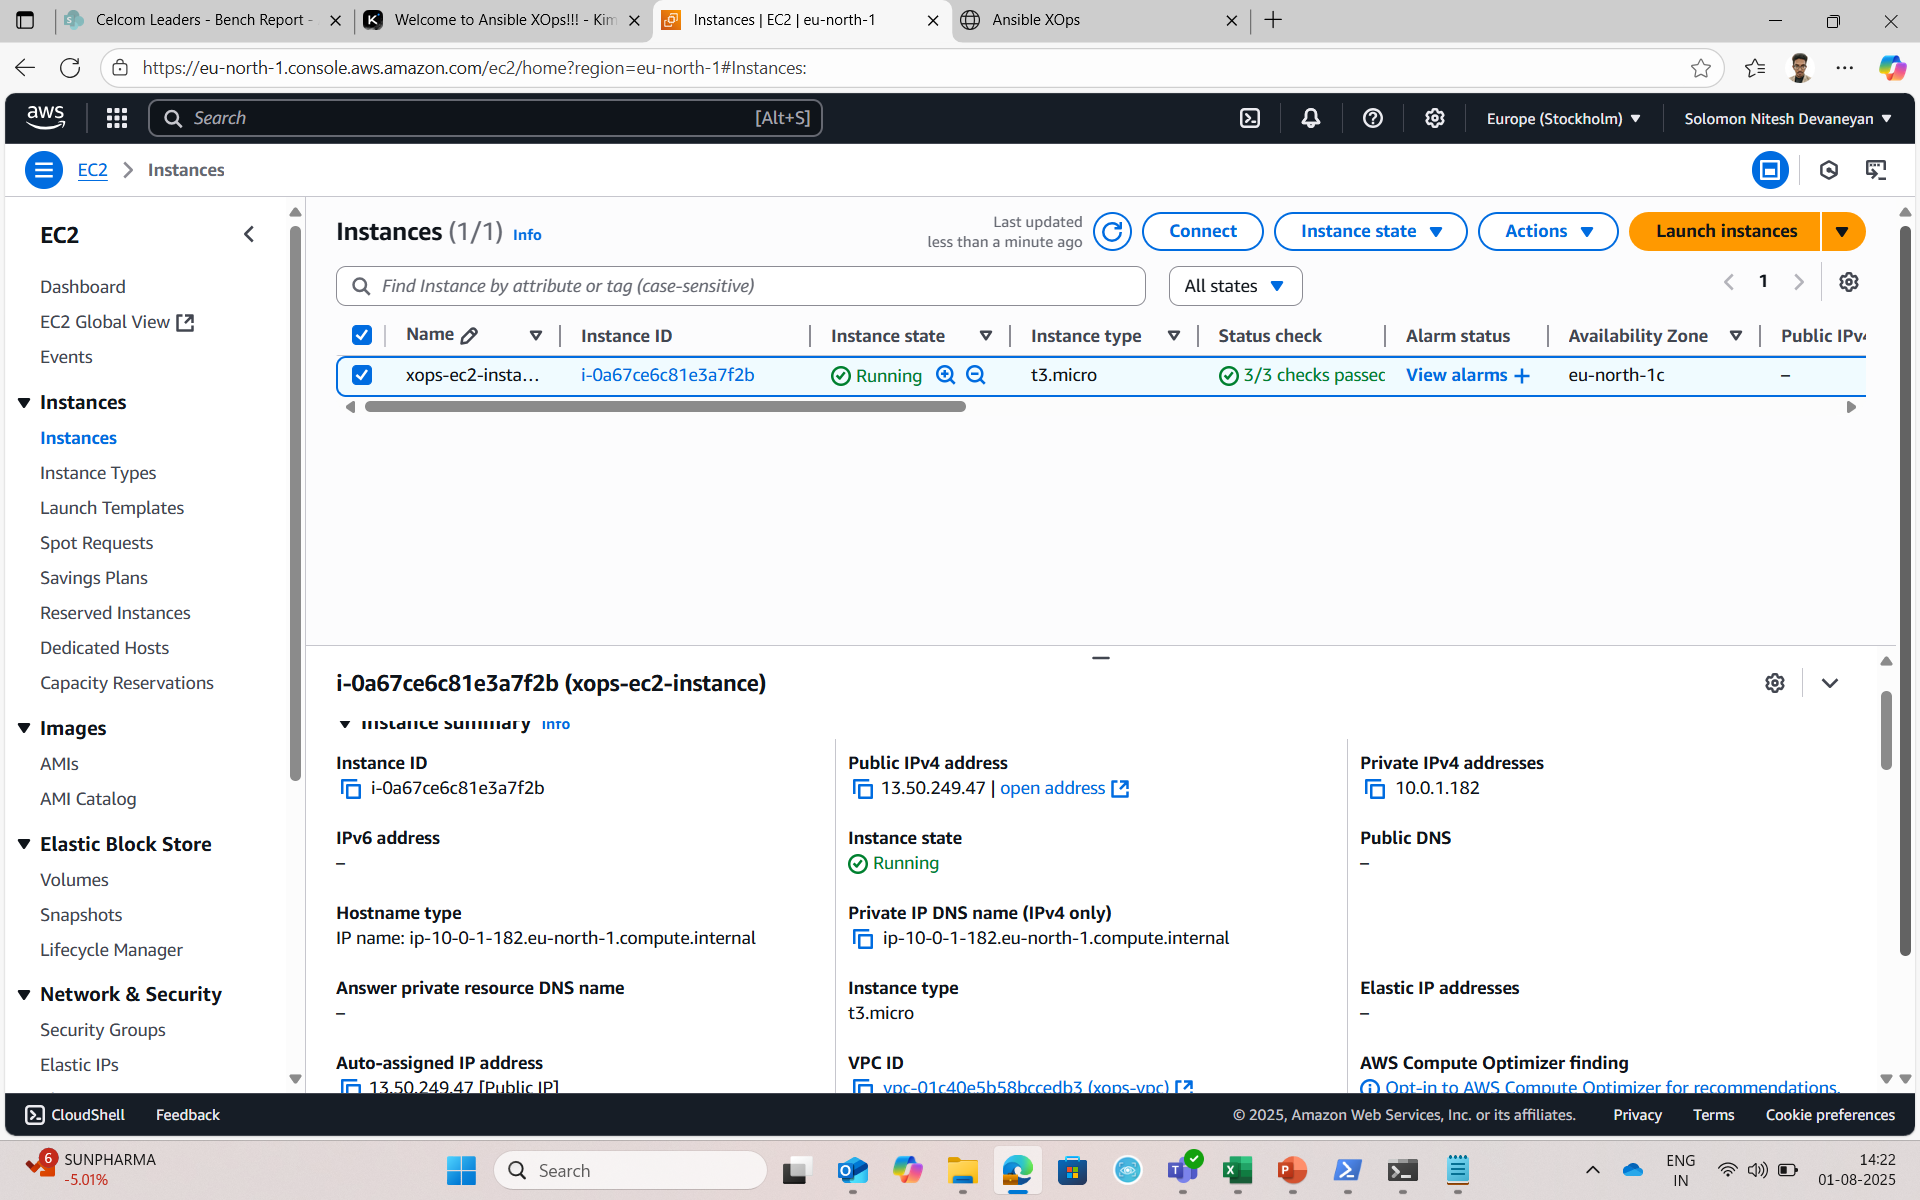 Celcom Leaders - Bench Report -
Welcome to Ansible XOps!!! - Kim
Instances | EC2 | eu-north-1
Ansible XOps
https://eu-north-1.console.aws.amazon.com/ec2/home?region=eu-north-1#Instances:
aws
Search
[Alt+S]
Europe (Stockholm)
Solomon Nitesh Devaneyan
EC2 > Instances
EC2
Dashboard
EC2 Global View
Events
Instances
Instances
Instance Types
Launch Templates
Spot Requests
Savings Plans
Reserved Instances
Dedicated Hosts
Capacity Reservations
Images
AMIs
AMI Catalog
Elastic Block Store
Volumes
Snapshots
Lifecycle Manager
Network & Security
Security Groups
Elastic IPs
Instances (1/1) Info
Last updated
less than a minute ago
Connect
Instance state
Actions
Launch instances
Find Instance by attribute or tag (case-sensitive)
All states
1
Name Instance ID Instance state Instance type Status check Alarm status Availability Zone Public IPv4
xops-ec2-insta... i-0a67ce6c81e3a7f2b Running t3.micro 3/3 checks passec View alarms + eu-north-1c –
i-0a67ce6c81e3a7f2b (xops-ec2-instance)
Instance summary Info
Instance ID
i-0a67ce6c81e3a7f2b
Public IPv4 address
13.50.249.47 | open address
Private IPv4 addresses
10.0.1.182
IPv6 address
–
Instance state
Running
Public DNS
–
Hostname type
IP name: ip-10-0-1-182.eu-north-1.compute.internal
Private IP DNS name (IPv4 only)
ip-10-0-1-182.eu-north-1.compute.internal
Answer private resource DNS name
–
Instance type
t3.micro
Elastic IP addresses
–
Auto-assigned IP address
13.50.249.47 [Public IP]
VPC ID
vpc-01c40e5b58bccedb3 (xops-vpc)
AWS Compute Optimizer finding
Opt-in to AWS Compute Optimizer for recommendations.
CloudShell
Feedback
© 2025, Amazon Web Services, Inc. or its affiliates.
Privacy
Terms
Cookie preferences
6
SUNPHARMA
-5.01%
Search
ENG
IN
14:22
01-08-2025